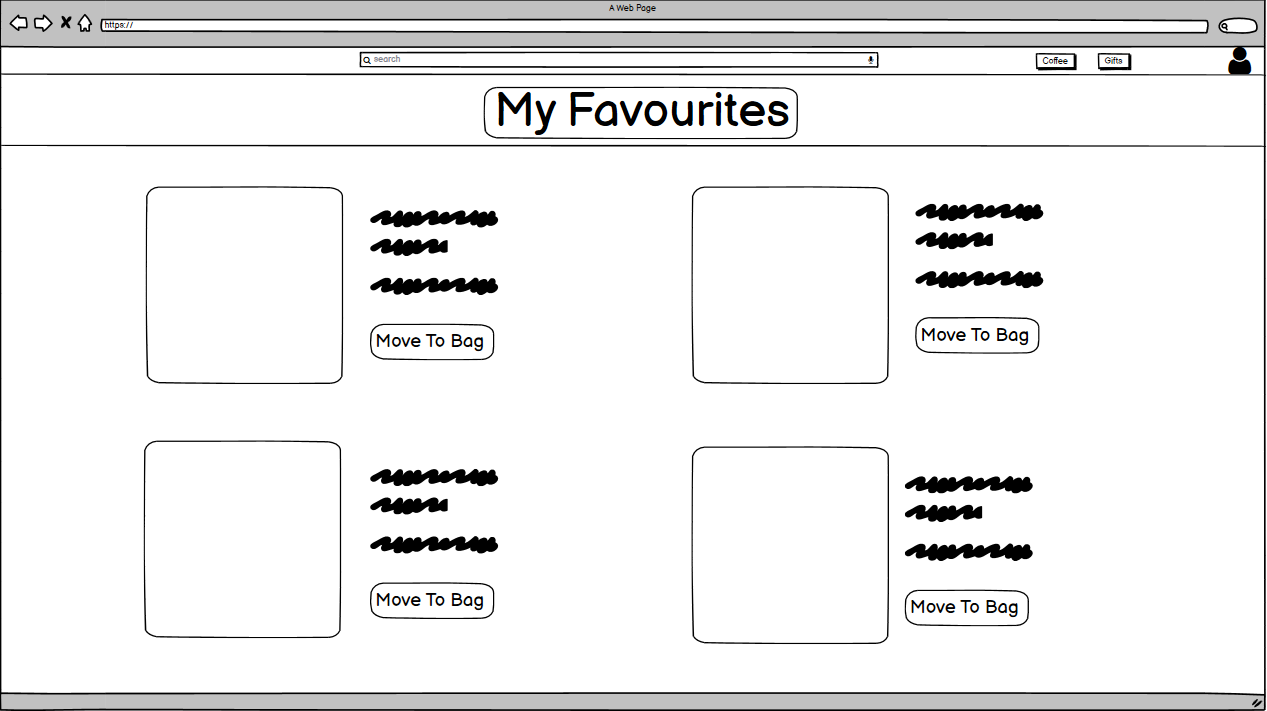 A Web Page
https://
search
Coffee
Gifts
My Favourites
Move To Bag
Move To Bag
Move To Bag
Move To Bag